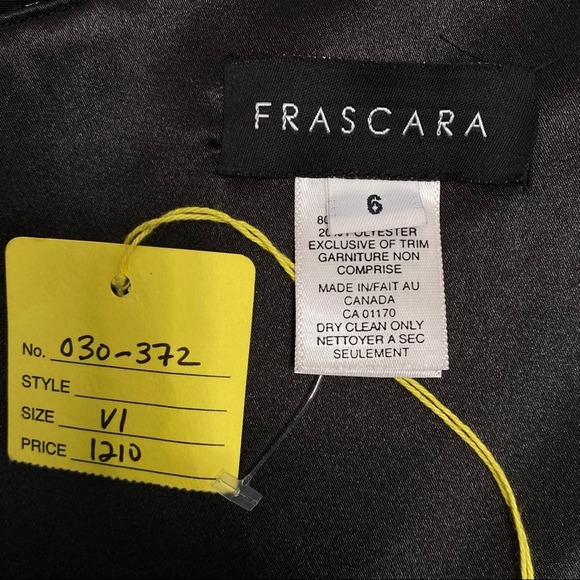 FRASCARA
6
POLYESTER
EXCLUSIVE OF TRIM
GARNITURE NON
COMPRISE
MADE IN/FAIT AU
CANADA
CA 01170
DRY CLEAN ONLY
NETTOYER A SEC
SEULEMENT
No. 030-372
STYLE
SIZE VI
PRICE 1210